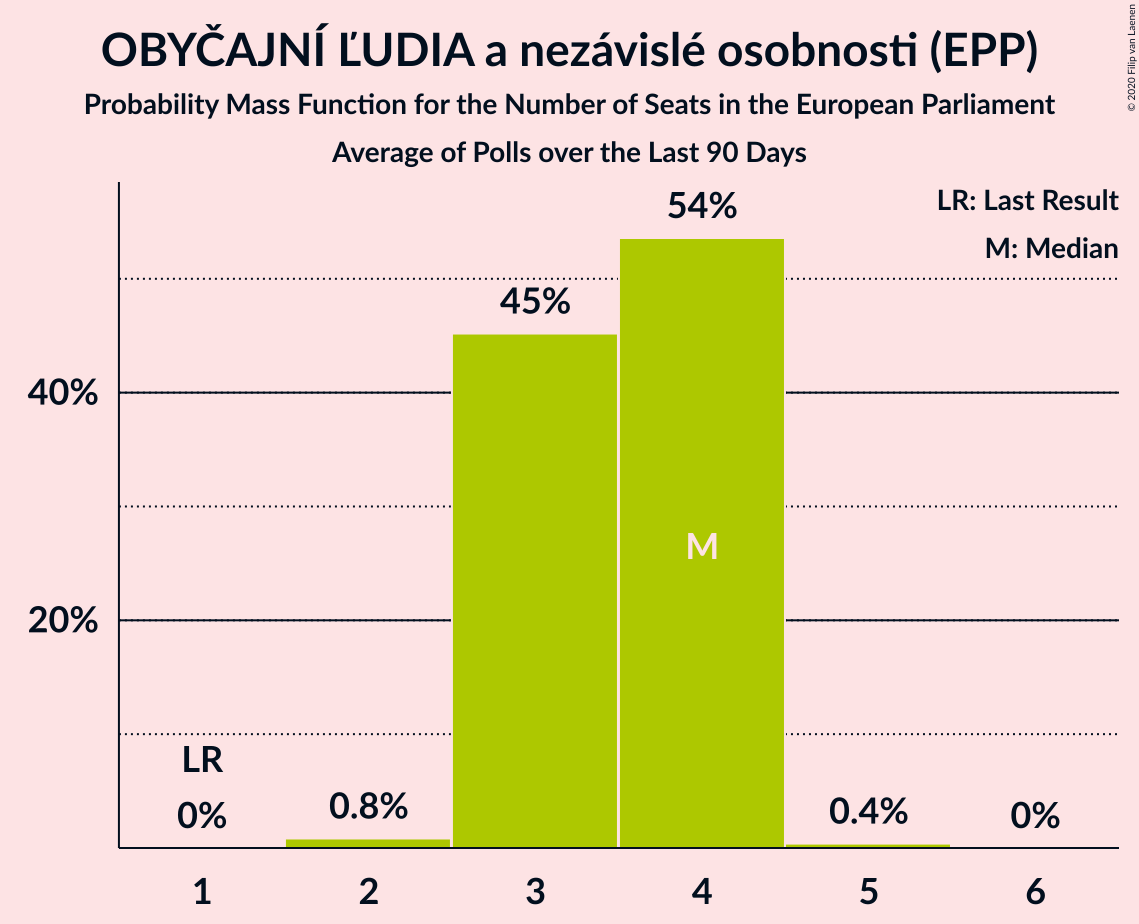 OBYČAJNÍ ĽUDIA a nezávislé osobnosti (EPP)
Probability Mass Function for the Number of Seats in the European Parliament
Average of Polls over the Last 90 Days
© 2020 Filip van Laenen
LR: Last Result
M: Median
54%
45%
40%
M
20%
LR
0%
0.8%
0.4%
0%
1 2 3 4 5 6